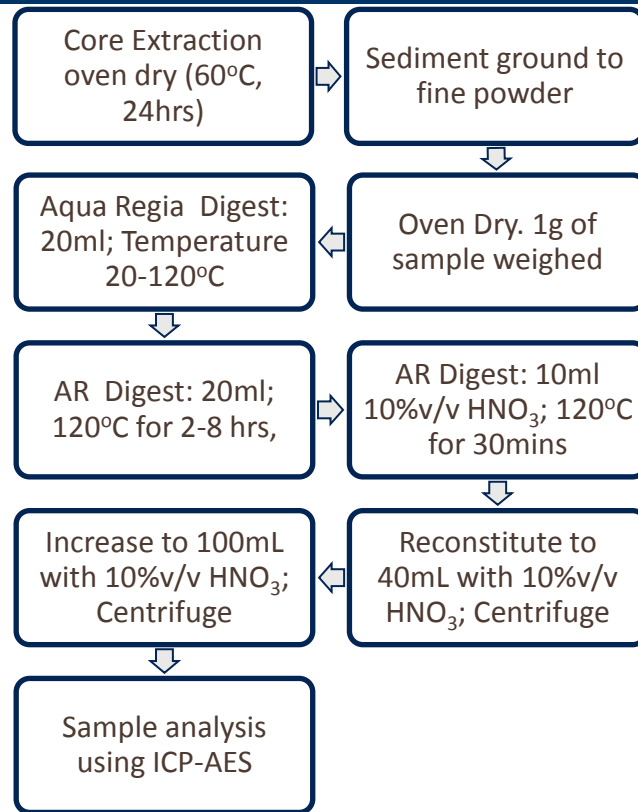 Core Extraction
oven dry (60°C,
24hrs)
Sediment ground to
fine powder
Oven Dry. 1g of
sample weighed
Aqua Regia  Digest:
20ml; Temperature
20-120°C
AR  Digest: 20ml;
120°C for 2-8 hrs,
AR Digest: 10ml
10%v/v HNO₃; 120°C
for 30mins
Reconstitute to
40mL with 10%v/v
HNO₃; Centrifuge
Increase to 100mL
with 10%v/v HNO₃;
Centrifuge
Sample analysis
using ICP-AES